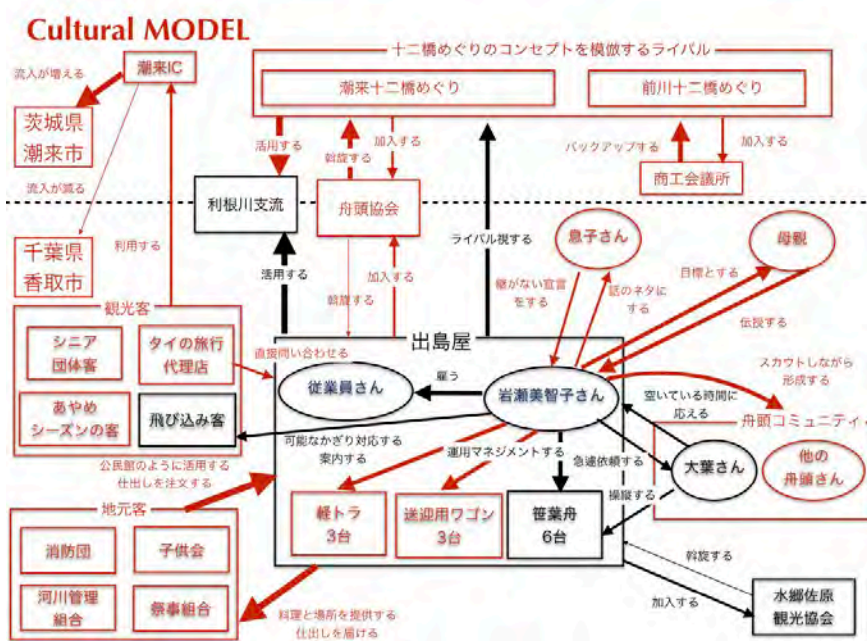 Cultural MODEL
十二橋めぐりのコンセプトを模倣するライバル
潮来IC
流入が増える
潮来十二橋めぐり
前川十二橋めぐり
茨城県
潮来市
活用する
斡旋する
加入する
バックアップする
加入する
商工会議所
流入が減る
利根川支流
舟頭協会
利用する
ライバル視する
息子さん
母親
千葉県
香取市
活用する
斡旋する
加入する
継がない宣言
をする
話のネタに
する
目標とする
伝授する
観光客
シニア
団体客
タイの旅行
代理店
直接問い合わせる
出島屋
スカウトしながら
形成する
従業員さん
雇う
岩瀬美智子さん
空いている時間に
応える
あやめ
シーズンの客
飛び込み客
舟頭コミュニティ
可能なかぎり対応する
案内する
運用マネジメントする
急遽依頼する
大葉さん
他の
舟頭さん
公民館のように活用する
仕出しを注文する
操縦する
地元客
軽トラ
3台
送迎用ワゴン
3台
笹葉舟
6台
消防団
子供会
河川管理
組合
祭事組合
斡旋する
加入する
水郷佐原
観光協会
料理と場所を提供する
仕出しを届ける